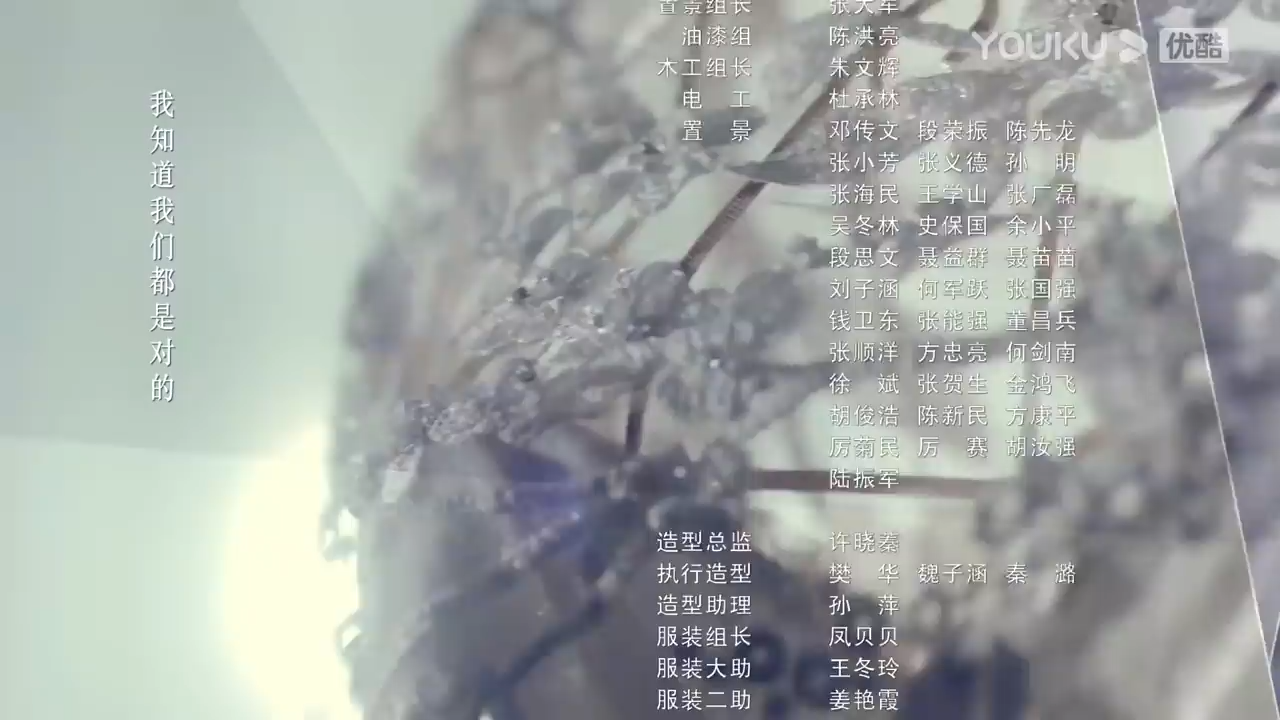 置景组长 张大军
油漆组 陈洪亮
木工组长 朱文辉
电 工 杜承林
置 景 邓传文 段荣振 陈先龙
张小芳 张义德 孙 明
张海民 王学山 张广磊
吴冬林 史保国 余小平
段思文 聂益群 聂苗苗
刘子涵 何军跃 张国强
钱卫东 张能强 董昌兵
张顺洋 方忠亮 何剑南
徐 斌 张贺生 金鸿飞
胡俊浩 陈新民 方康平
厉菊民 厉 赛 胡汝强
陆振军
造型总监 许晓蓁
执行造型 樊 华 魏子涵 秦 潞
造型助理 孙 萍
服装组长 凤贝贝
服装大助 王冬玲
服装二助 姜艳霞
我知道我们都是对的
YOUKU 优酷